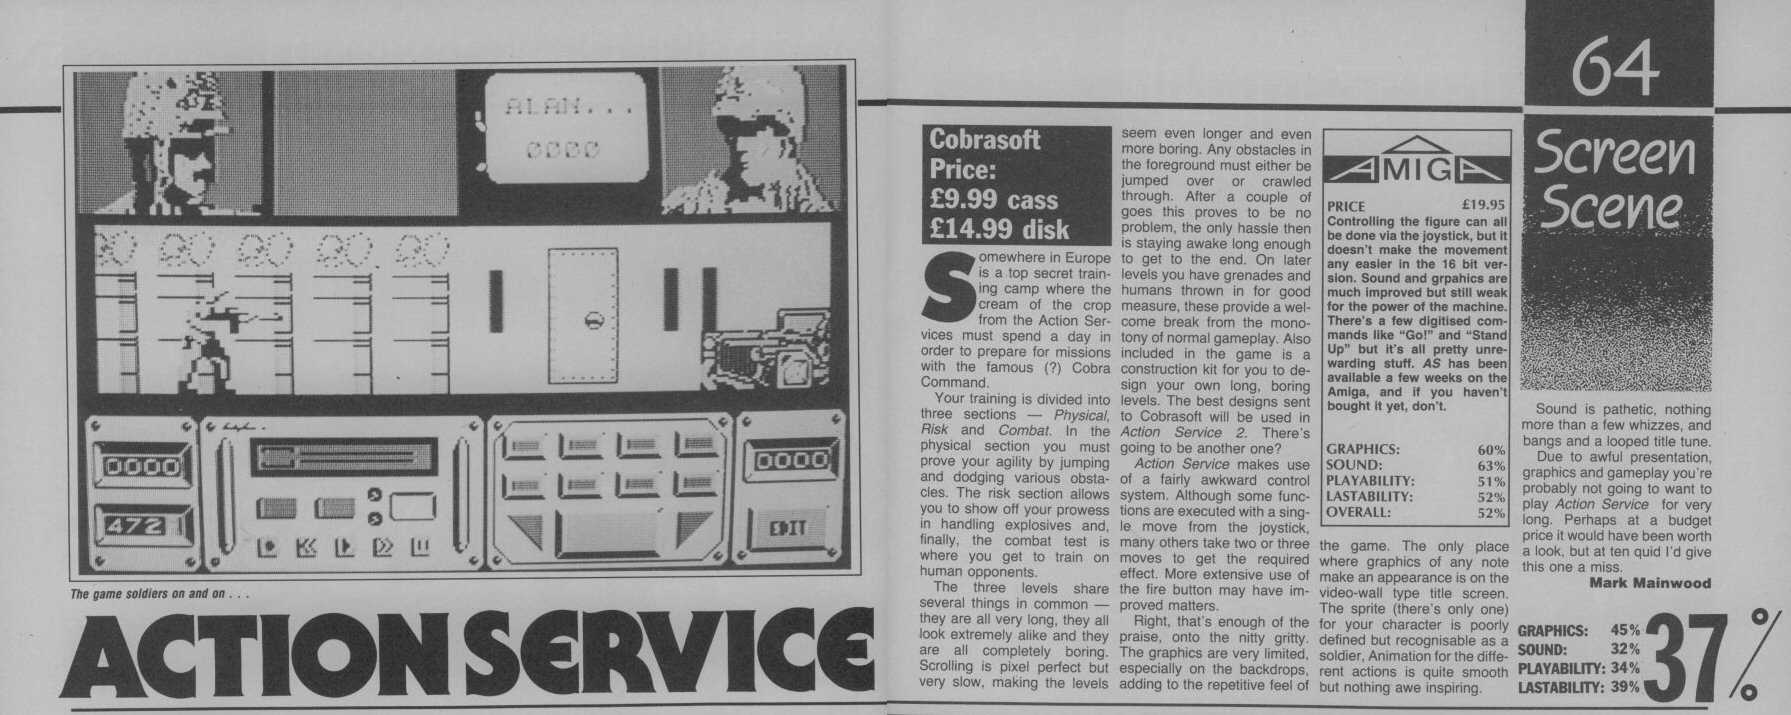 ALAN...
0000
0000
472
0000
EDIT
The game soldiers on and on . . .
ACTION SERVICE
Cobrasoft
Price:
£9.99 cass
£14.99 disk
Somewhere in Europe
is a top secret train-
ing camp where the
cream of the crop
from the Action Ser-
vices must spend a day in
order to prepare for missions
with the famous (?) Cobra
Command.
Your training is divided into
three sections — Physical,
Risk and Combat. In the
physical section you must
prove your agility by jumping
and dodging various obsta-
cles. The risk section allows
you to show off your prowess
in handling explosives and,
finally, the combat test is
where you get to train on
human opponents.
The three levels share
several things in common —
they are all very long, they all
look extremely alike and they
are all completely boring.
Scrolling is pixel perfect but
very slow, making the levels
seem even longer and even
more boring. Any obstacles in
the foreground must either be
jumped over or crawled
through. After a couple of
goes this proves to be no
problem, the only hassle then
is staying awake long enough
to get to the end. On later
levels you have grenades and
humans thrown in for good
measure, these provide a wel-
come break from the mono-
tony of normal gameplay. Also
included in the game is a
construction kit for you to de-
sign your own long, boring
levels. The best designs sent
to Cobrasoft will be used in
Action Service 2. There's
going to be another one?
Action Service makes use
of a fairly awkward control
system. Although some func-
tions are executed with a sing-
le move from the joystick,
many others take two or three
moves to get the required
effect. More extensive use of
the fire button may have im-
proved matters.
Right, that's enough of the
praise, onto the nitty gritty.
The graphics are very limited,
especially on the backdrops,
adding to the repetitive feel of
AMIGA
PRICE £19.95
Controlling the figure can all
be done via the joystick, but it
doesn't make the movement
any easier in the 16 bit ver-
sion. Sound and grpahics are
much improved but still weak
for the power of the machine.
There's a few digitised com-
mands like "Go!" and "Stand
Up" but it's all pretty unre-
warding stuff. AS has been
available a few weeks on the
Amiga, and if you haven't
bought it yet, don't.
GRAPHICS: 60%
SOUND: 63%
PLAYABILITY: 51%
LASTABILITY: 52%
OVERALL: 52%
the game. The only place
where graphics of any note
make an appearance is on the
video-wall type title screen.
The sprite (there's only one)
for your character is poorly
defined but recognisable as a
soldier, Animation for the diffe-
rent actions is quite smooth
but nothing awe inspiring.
64
Screen
Scene
Sound is pathetic, nothing
more than a few whizzes, and
bangs and a looped title tune.
Due to awful presentation,
graphics and gameplay you're
probably not going to want to
play Action Service for very
long. Perhaps at a budget
price it would have been worth
a look, but at ten quid I'd give
this one a miss.
Mark Mainwood
GRAPHICS: 45%
SOUND: 32%
PLAYABILITY: 34%
LASTABILITY: 39%
37%